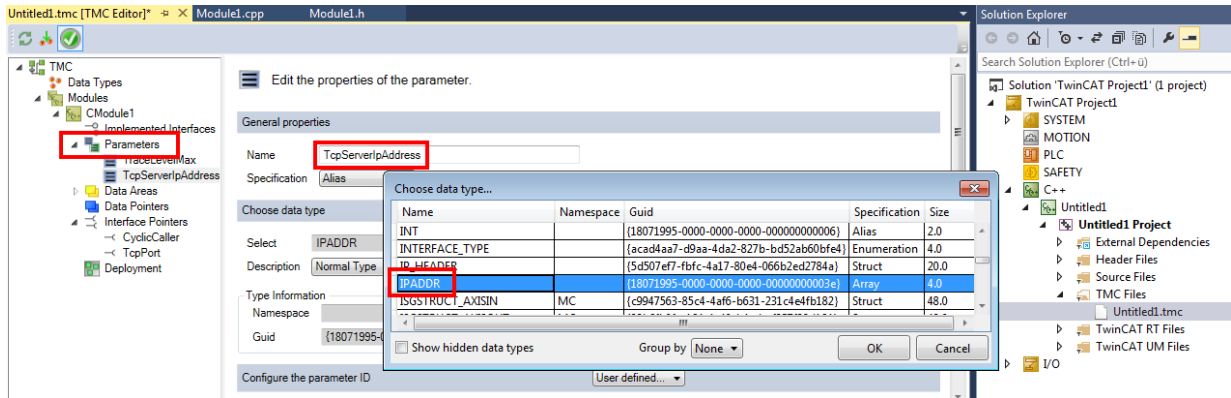 Untitled1.tmc [TMC Editor]* Module1.cpp Module1.h
TMC
Data Types
Modules
CModule1
Implemented Interfaces
Parameters
TraceLevelMax
TcpServerIpAddress
Data Areas
Data Pointers
Interface Pointers
CyclicCaller
TcpPort
Deployment
Edit the properties of the parameter.
General properties
Name TcpServerIpAddress
Specification Alias
Choose data type
Select IPADDR
Description Normal Type
Type Information
Namespace
Guid {18071995-0
Configure the parameter ID User defined...
Choose data type...
Name Namespace Guid Specification Size
INT {18071995-0000-0000-0000-000000000006} Alias 2.0
INTERFACE_TYPE {acad4aa7-d9aa-4da2-827b-bd52ab60bfe4} Enumeration 4.0
IP_HEADER {5d507ef7-fbfc-4a17-80e4-066b2ed2784a} Struct 20.0
IPADDR {18071995-0000-0000-0000-00000000003e} Array 4.0
ISGSTRUCT_AXISIN MC {c9947563-85c4-4af6-b631-231c4e4fb182} Struct 48.0
Show hidden data types Group by None OK Cancel
Solution Explorer
Search Solution Explorer (Ctrl+ü)
Solution 'TwinCAT Project1' (1 project)
TwinCAT Project1
SYSTEM
MOTION
PLC
SAFETY
C++
Untitled1
Untitled1 Project
External Dependencies
Header Files
Source Files
TMC Files
Untitled1.tmc
TwinCAT RT Files
TwinCAT UM Files
I/O